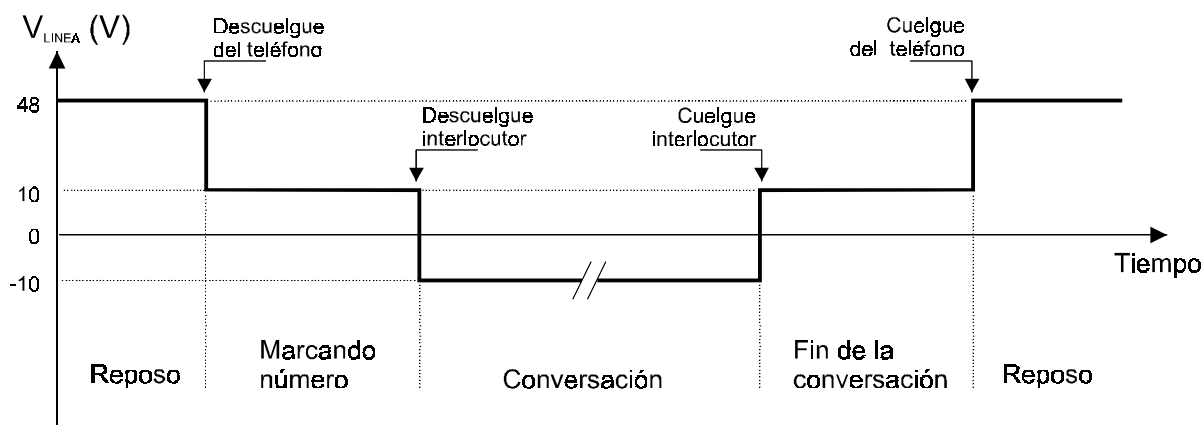 V LINEA (V)
Descuelgue
del teléfono
Cuelgue
del teléfono
48
Descuelgue
interlocutor
Cuelgue
interlocutor
10
0
Tiempo
-10
Reposo
Marcando
número
Conversación
Fin de la
conversación
Reposo